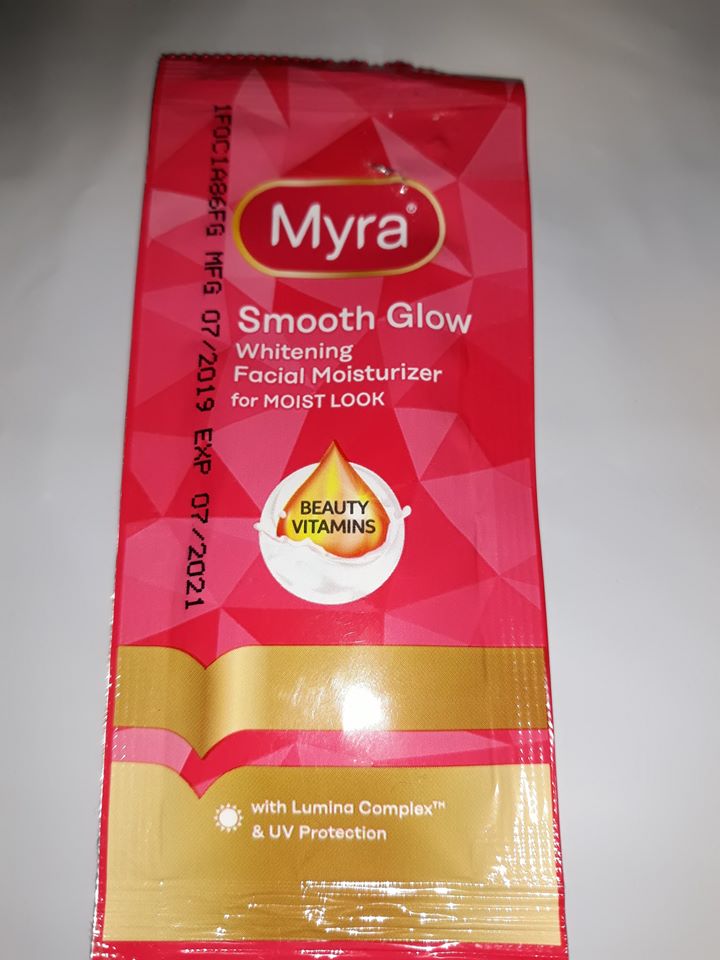 Myra®
Smooth Glow
Whitening
Facial Moisturizer
for MOIST LOOK
BEAUTY
VITAMINS
with Lumina Complex™
& UV Protection
1F0C1A86FG MFG 07/2019 EXP 07/2021